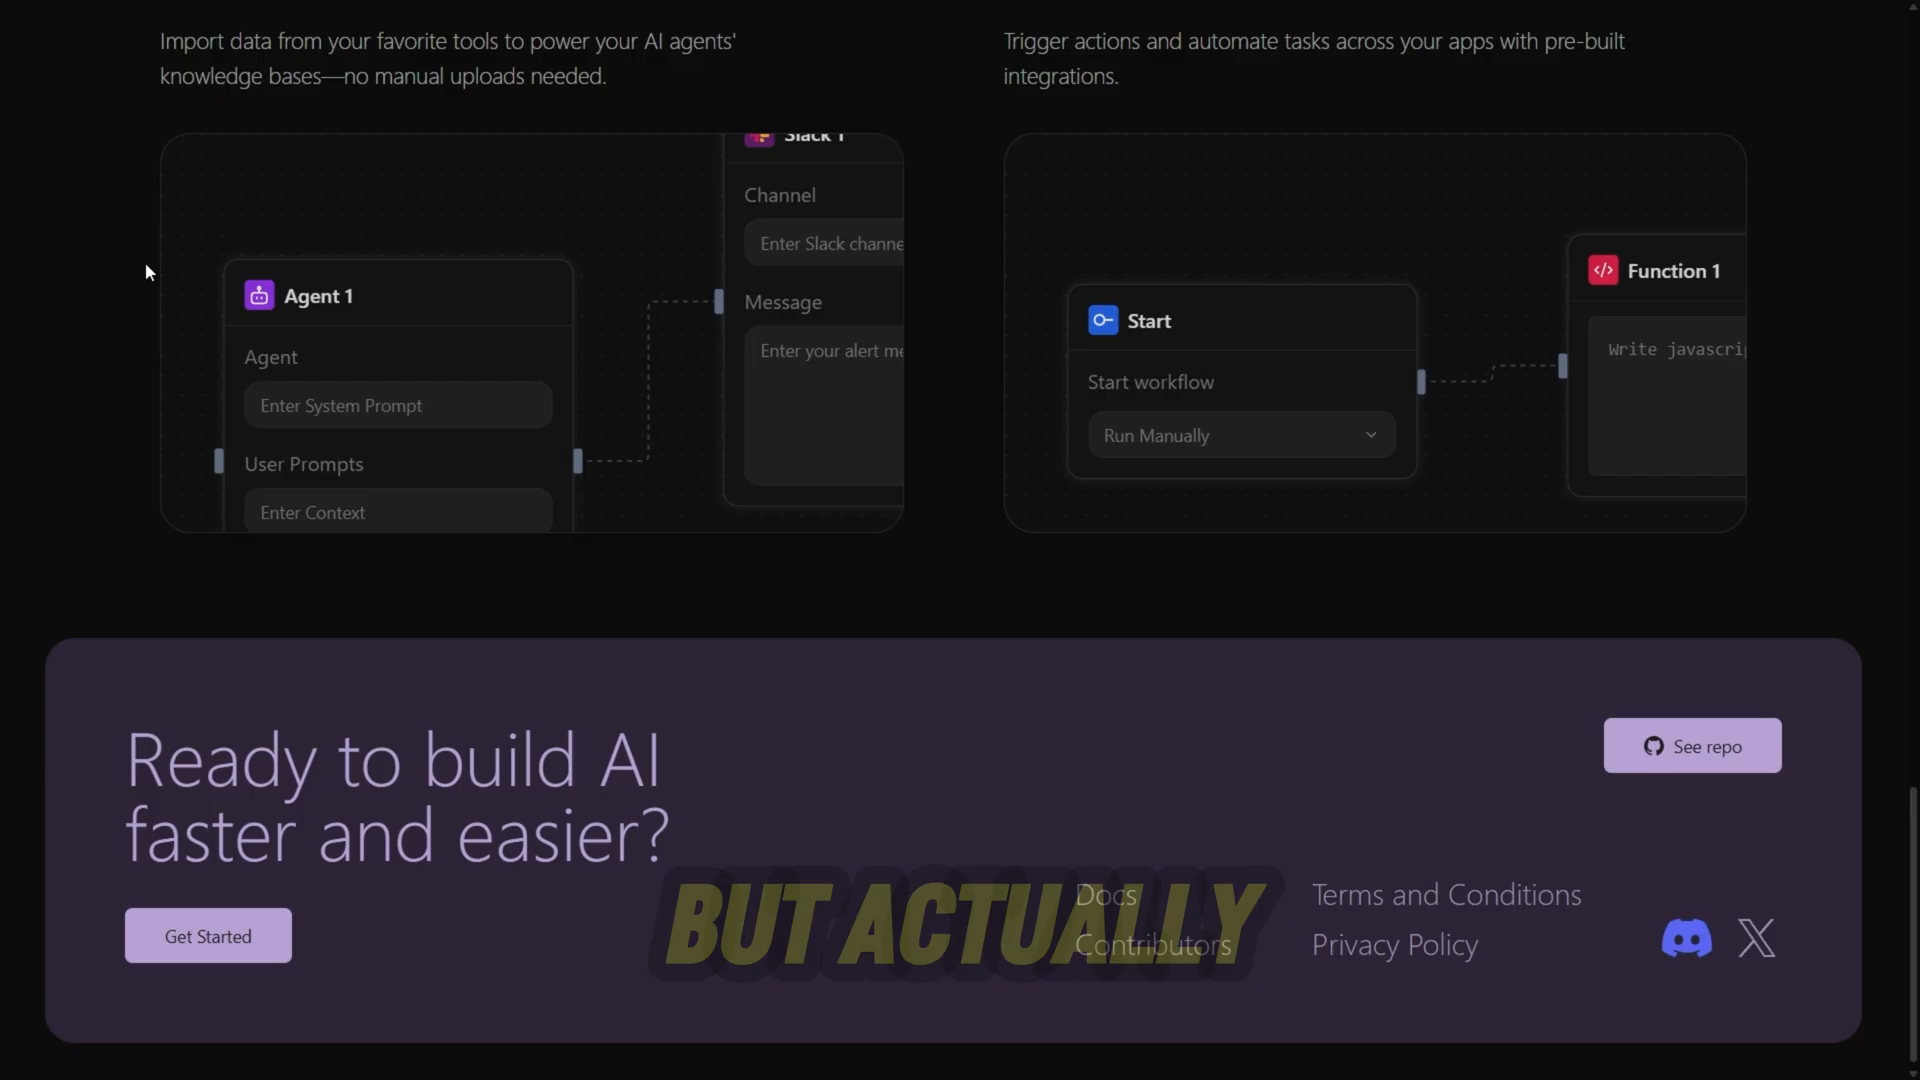 Import data from your favorite tools to power your AI agents'
knowledge bases—no manual uploads needed.
Trigger actions and automate tasks across your apps with pre-built
integrations.
Slack 1
Channel
Enter Slack channe
Message
Enter your alert me
Agent 1
Agent
Enter System Prompt
User Prompts
Enter Context
Start
Start workflow
Run Manually
</> Function 1
Write javascrip
Ready to build AI
faster and easier?
Get Started
See repo
Docs
Contributors
Terms and Conditions
Privacy Policy
BUT ACTUALLY